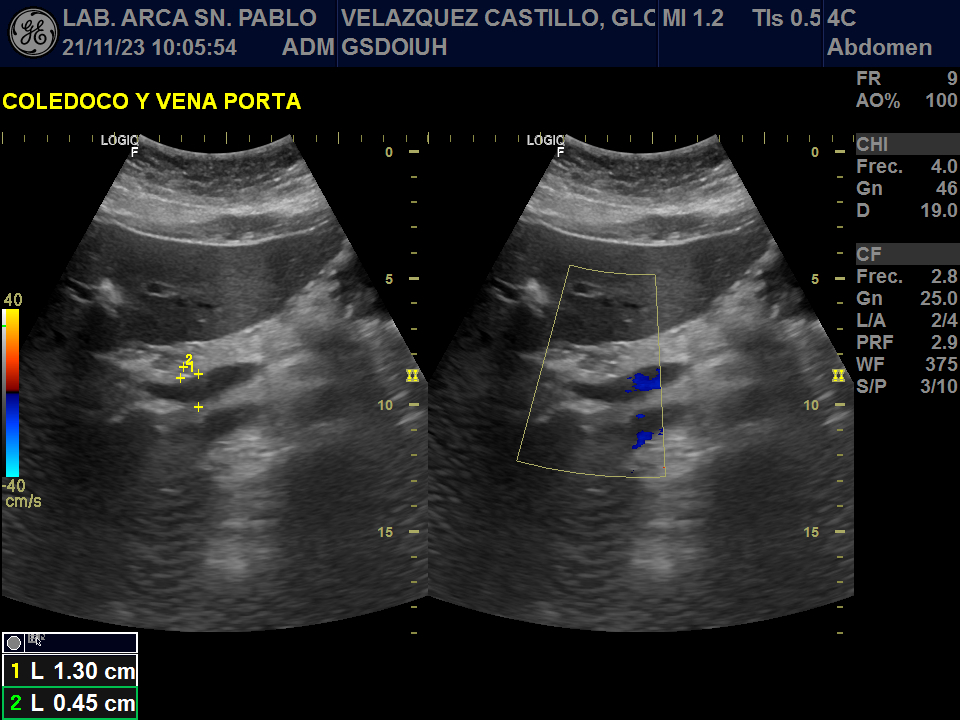 LAB. ARCA SN. PABLO
VELAZQUEZ CASTILLO, GLC
MI 1.2 TIs 0.5
4C
21/11/23 10:05:54 ADM
GSDOIUH
Abdomen
COLEDOCO Y VENA PORTA
FR 9
AO% 100
CHI
Frec. 4.0
Gn 46
D 19.0
CF
Frec. 2.8
Gn 25.0
L/A 2/4
PRF 2.9
WF 375
S/P 3/10
LOGIQ
F
0
5
10
15
LOGIQ
F
0
5
10
15
40
-40
cm/s
2
1
1 L 1.30 cm
2 L 0.45 cm